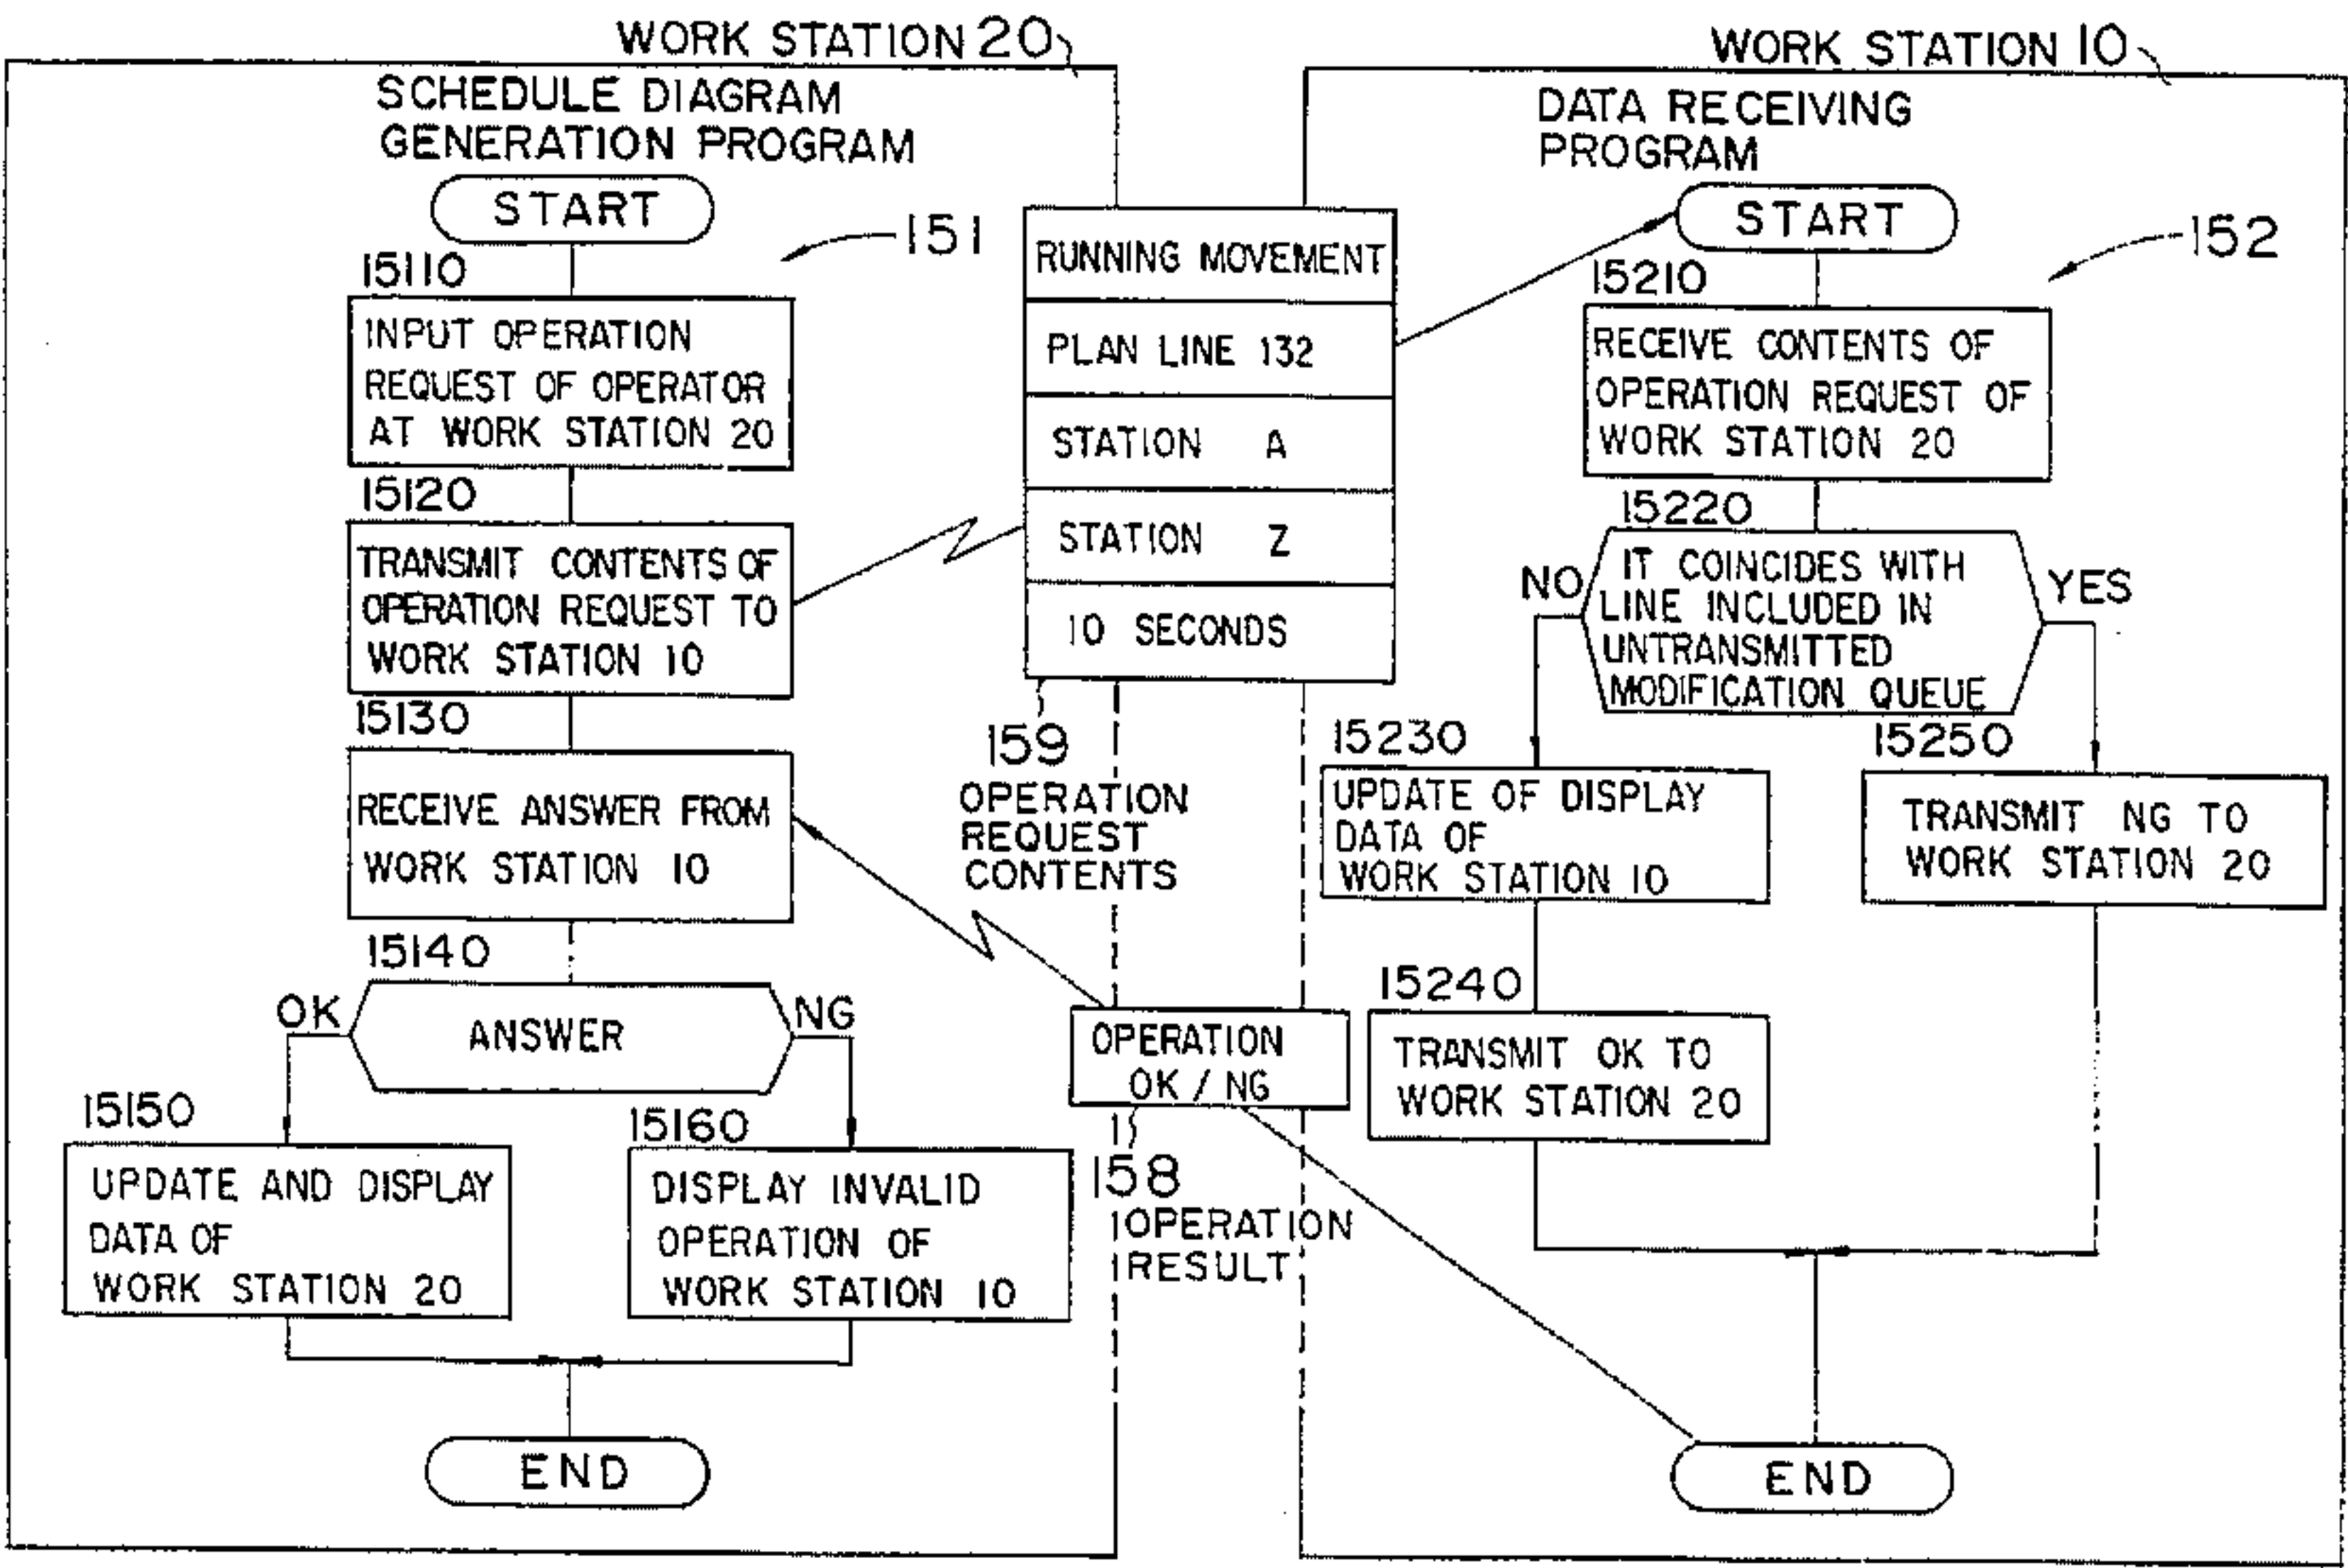 WORK STATION 20
SCHEDULE DIAGRAM
GENERATION PROGRAM
START
151
15110
INPUT OPERATION
REQUEST OF OPERATOR
AT WORK STATION 20
15120
TRANSMIT CONTENTS OF
OPERATION REQUEST TO
WORK STATION 10
15130
RECEIVE ANSWER FROM
WORK STATION 10
15140
OK
ANSWER
NG
15150
UPDATE AND DISPLAY
DATA OF
WORK STATION 20
15160
DISPLAY INVALID
OPERATION OF
WORK STATION 10
END
RUNNING MOVEMENT
PLAN LINE 132
STATION A
STATION Z
10 SECONDS
159
OPERATION
REQUEST
CONTENTS
OPERATION
OK / NG
158
OPERATION
RESULT
WORK STATION 10
DATA RECEIVING
PROGRAM
START
152
15210
RECEIVE CONTENTS OF
OPERATION REQUEST OF
WORK STATION 20
15220
NO
IT COINCIDES WITH
LINE INCLUDED IN
UNTRANSMITTED
MODIFICATION QUEUE
YES
15230
UPDATE OF DISPLAY
DATA OF
WORK STATION 10
15250
TRANSMIT NG TO
WORK STATION 20
15240
TRANSMIT OK TO
WORK STATION 20
END